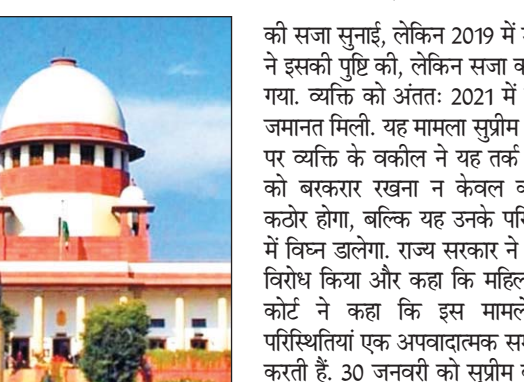 की सजा सुनाई, लेकिन 2019 में
ने इसकी पुष्टि की, लेकिन सजा
गया. व्यक्ति को अंततः 2021 में
जमानत मिली. यह मामला सुप्रीम
पर व्यक्ति के वकील ने यह तर्क
को बरकरार रखना न केवल
कठोर होगा, बल्कि यह उनके
में विघ्न डालेगा. राज्य सरकार ने
विरोध किया और कहा कि
कोर्ट ने कहा कि इस
परिस्थितियां एक अपवादात्मक
करती हैं. 30 जनवरी को सुप्रीम